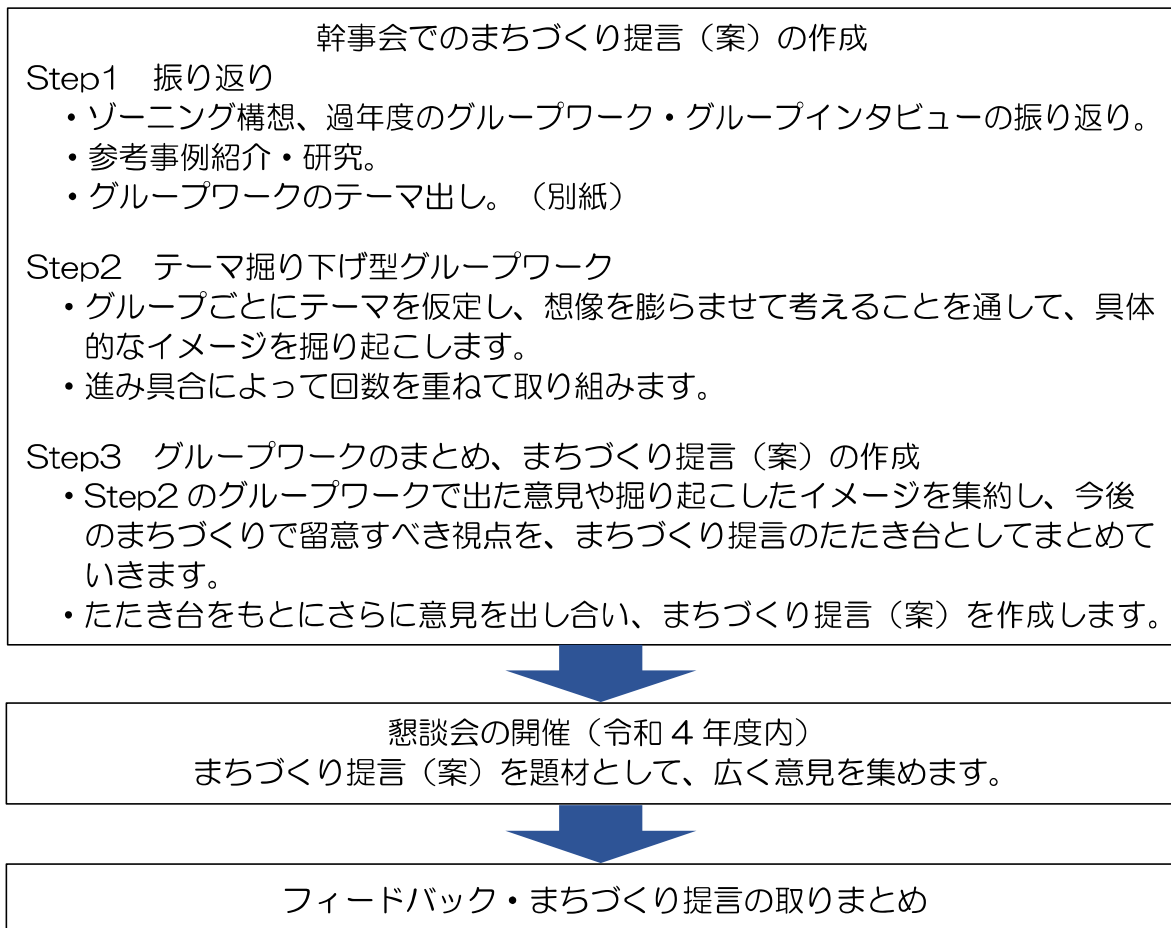 幹事会でのまちづくり提言（案）の作成
Step1　振り返り
・ゾーニング構想、過年度のグループワーク・グループインタビューの振り返り。
・参考事例紹介・研究。
・グループワークのテーマ出し。（別紙）
Step2　テーマ掘り下げ型グループワーク
・グループごとにテーマを仮定し、想像を膨らませて考えることを通して、具体
的なイメージを掘り起こします。
・進み具合によって回数を重ねて取り組みます。
Step3　グループワークのまとめ、まちづくり提言（案）の作成
・Step2 のグループワークで出た意見や掘り起こしたイメージを集約し、今後
のまちづくりで留意すべき視点を、まちづくり提言のたたき台としてまとめて
いきます。
・たたき台をもとにさらに意見を出し合い、まちづくり提言（案）を作成します。
懇談会の開催（令和 4 年度内）
まちづくり提言（案）を題材として、広く意見を集めます。
フィードバック・まちづくり提言の取りまとめ